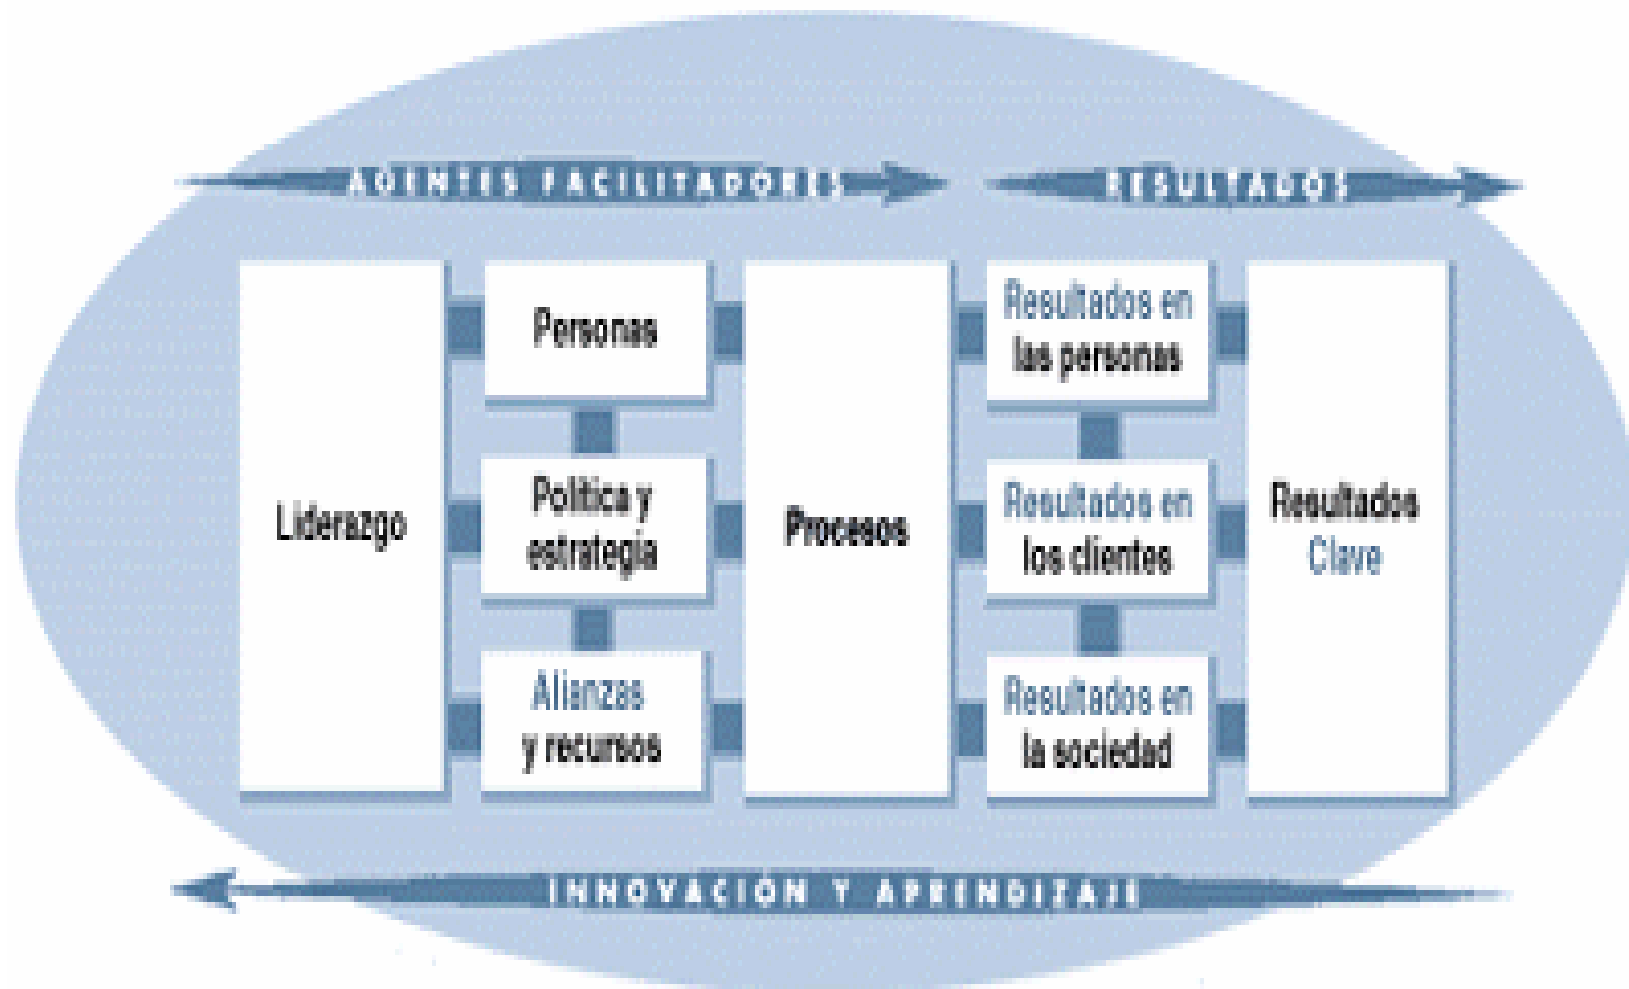 AGENTES FACILITADORES
RESULTADOS
Liderazgo
Personas
Política y
estrategia
Alianzas
y recursos
Procesos
Resultados en
las personas
Resultados en
los clientes
Resultados en
la sociedad
Resultados
Clave
INNOVACIÓN Y APRENDIZAJE